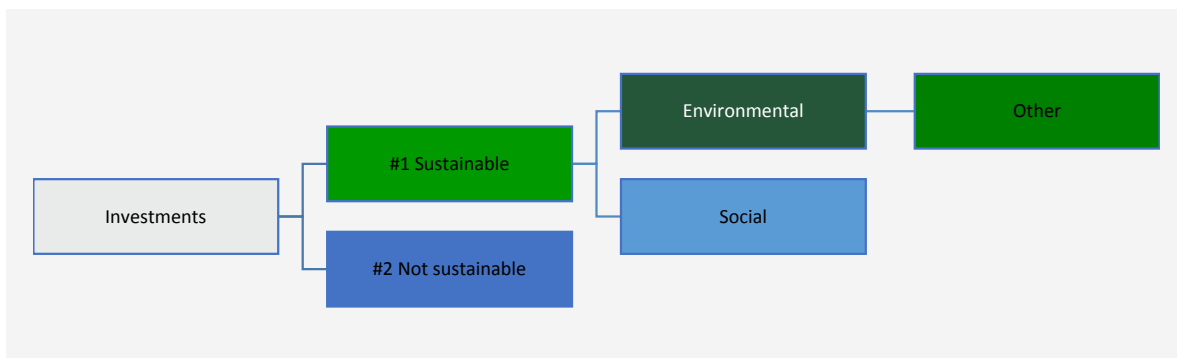 Environmental
Other
#1 Sustainable
Investments
Social
#2 Not sustainable